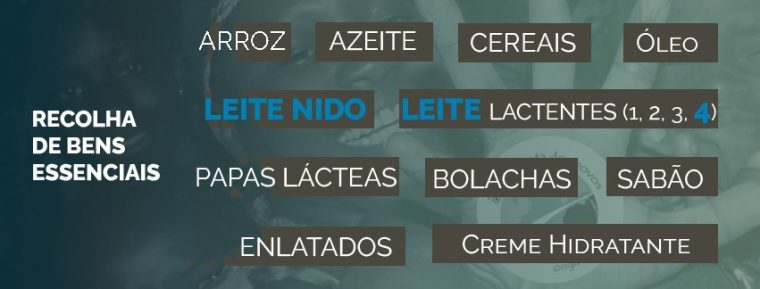 RECOLHA
DE BENS
ESSENCIAIS
ARROZ AZEITE CEREAIS ÓLEO
LEITE NIDO LEITE LACTENTES (1, 2, 3, 4)
PAPAS LÁCTEAS BOLACHAS SABÃO
ENLATADOS CREME HIDRATANTE